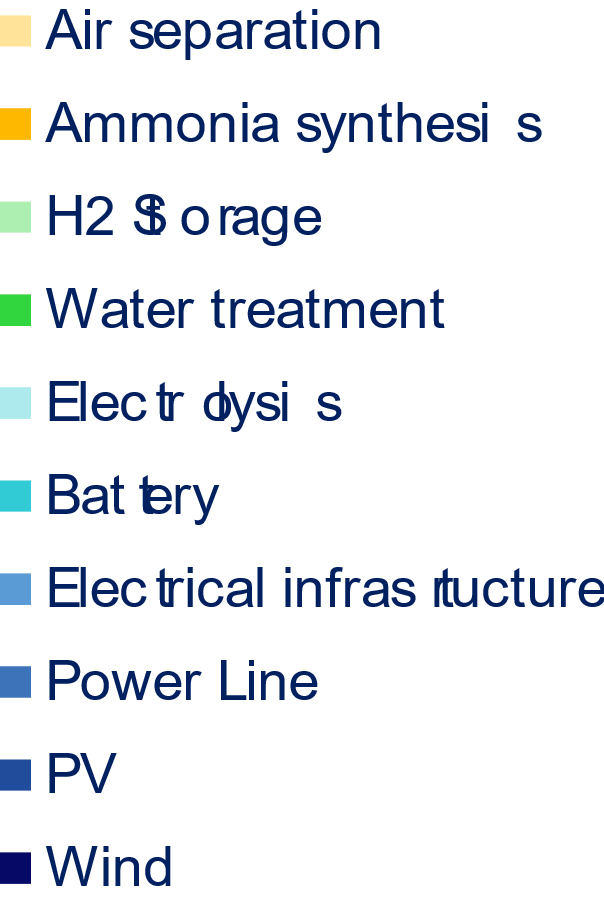 Air separation
Ammonia synthesis
H2 Storage
Water treatment
Electrolysis
Battery
Electrical infrastructure
Power Line
PV
Wind